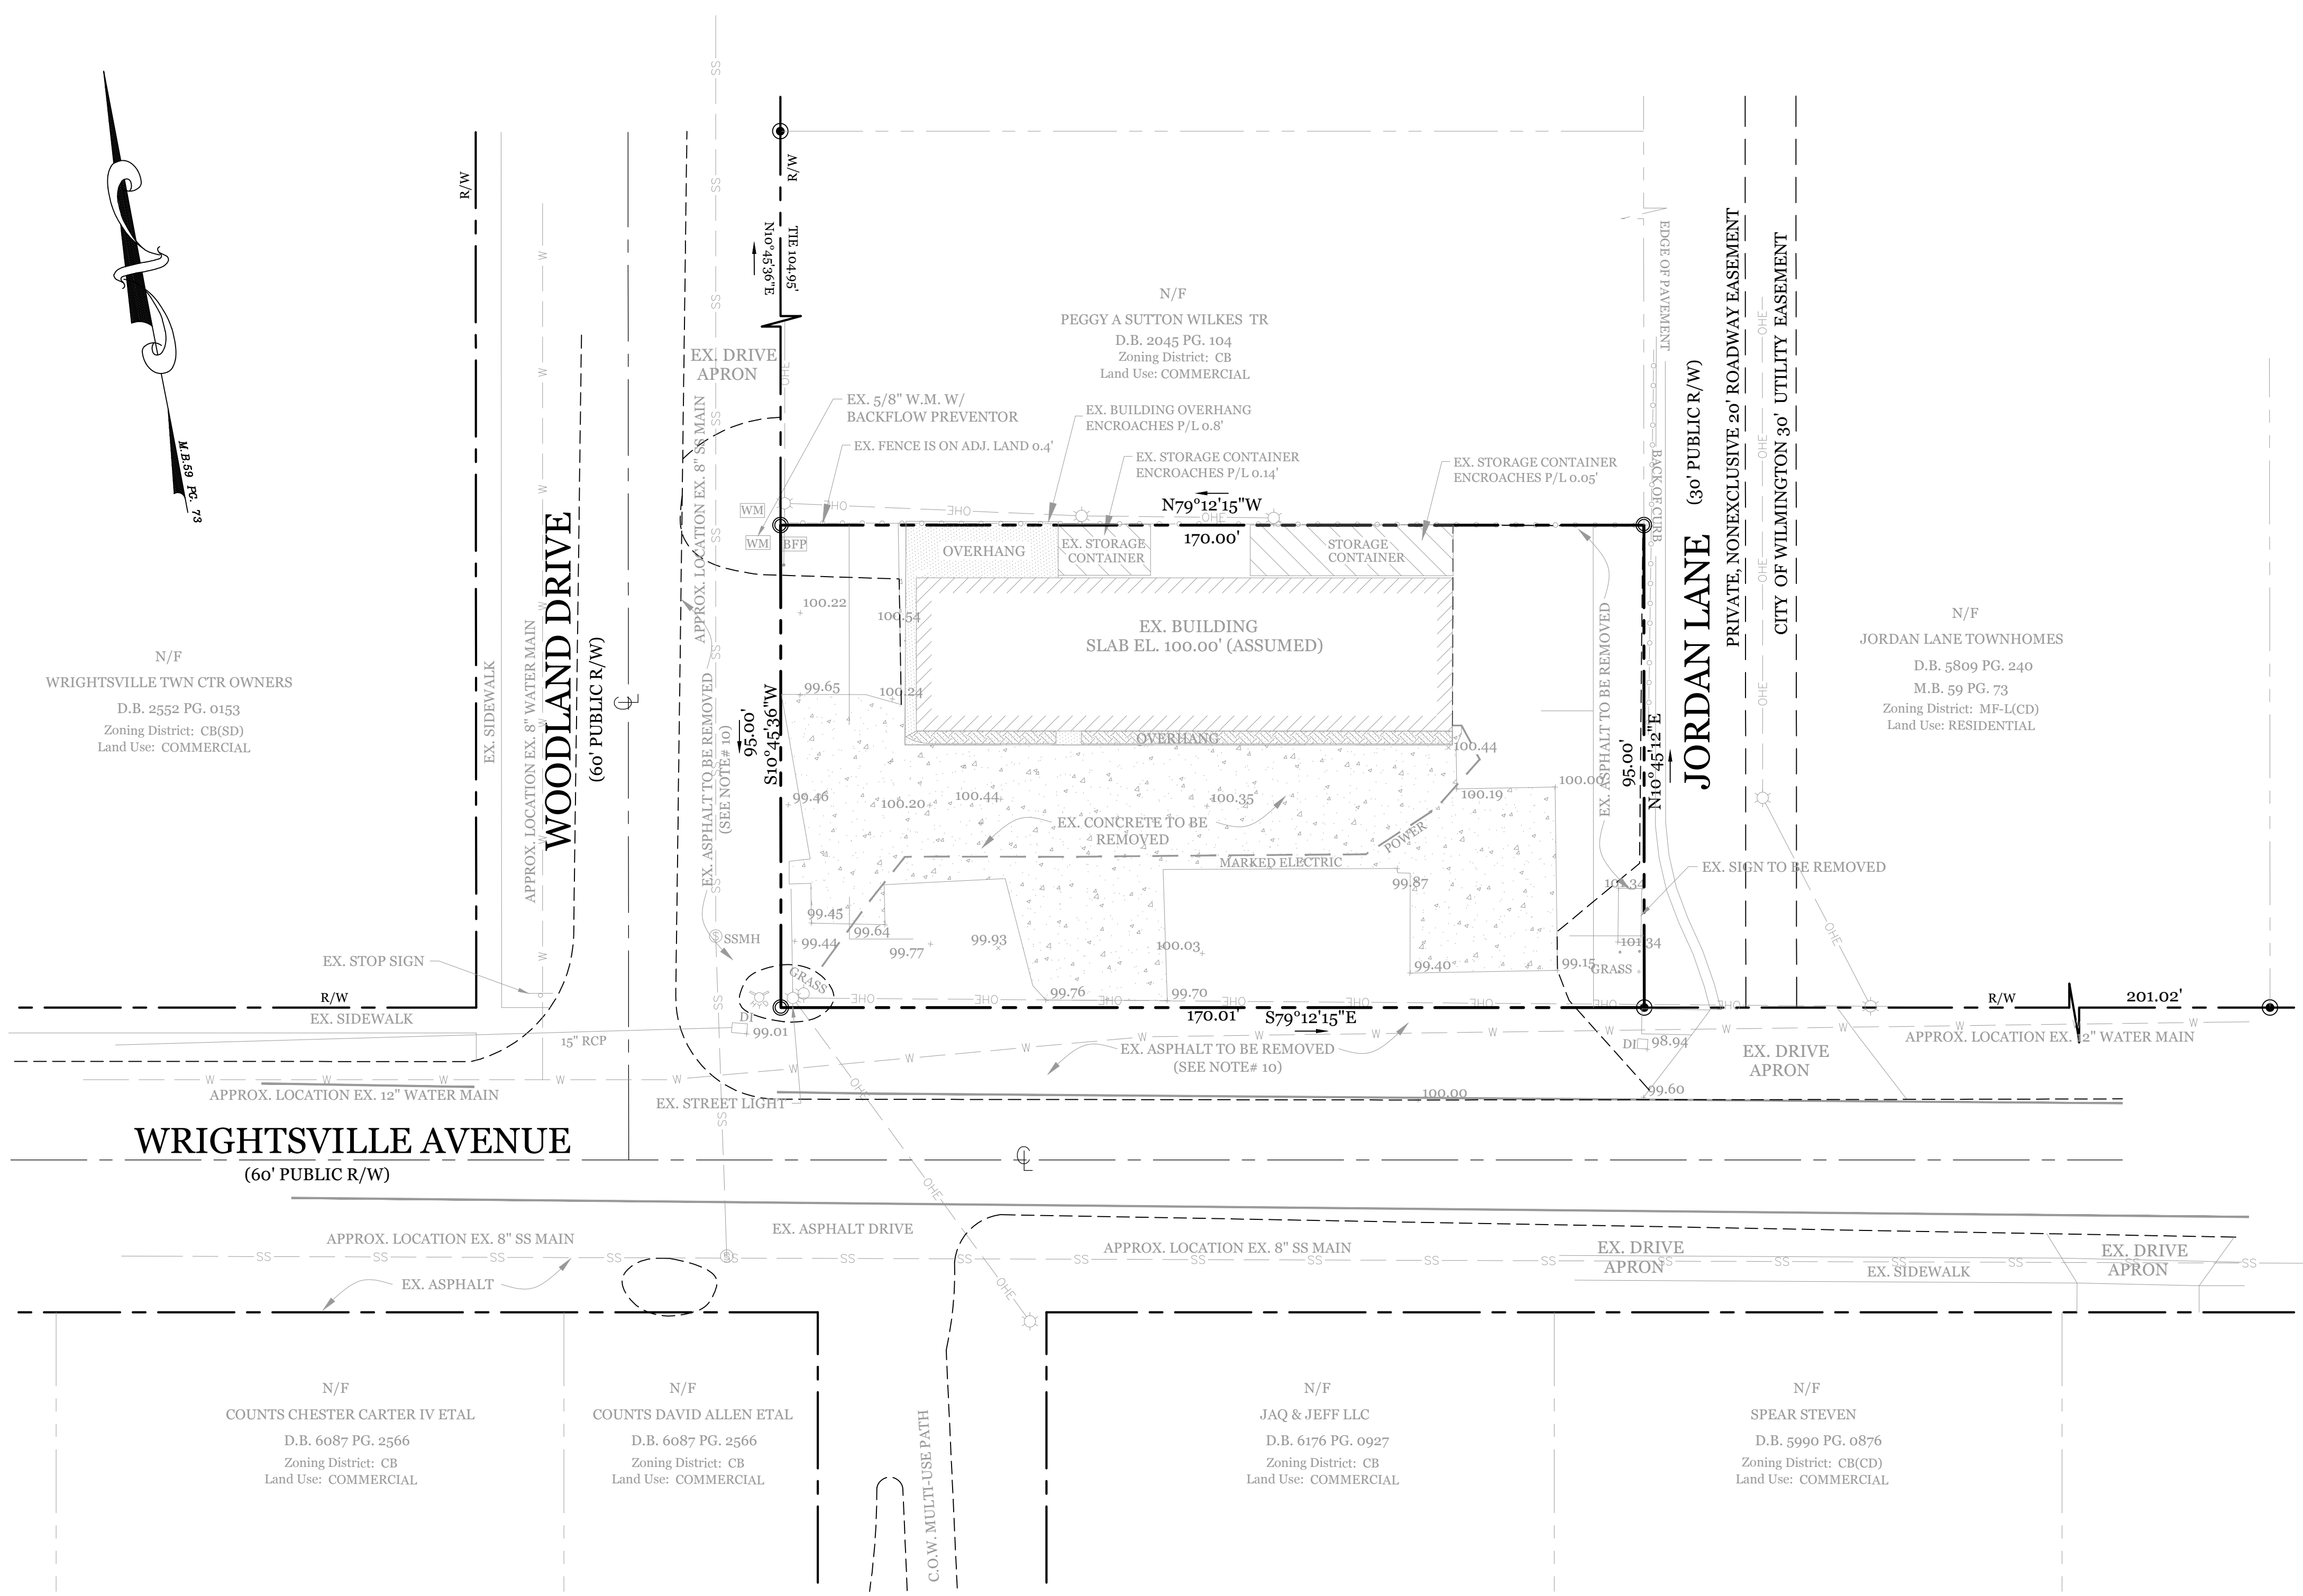 M.B.59 PG. 73
R/W
R/W
N10°45'36"E
TIE 104.95'
SS
SS
W
EX. DRIVE
APRON
OHE
N/F
PEGGY A SUTTON WILKES TR
D.B. 2045 PG. 104
Zoning District: CB
Land Use: COMMERCIAL
EX. 5/8" W.M. W/
BACKFLOW PREVENTOR
EX. FENCE IS ON ADJ. LAND 0.4'
EX. BUILDING OVERHANG
ENCROACHES P/L 0.8'
EX. STORAGE CONTAINER
ENCROACHES P/L 0.14'
EX. STORAGE CONTAINER
ENCROACHES P/L 0.05'
N79°12'15"W
170.00'
WM
WM
BFP
OHE
OHE
OHE
OVERHANG
EX. STORAGE
CONTAINER
STORAGE
CONTAINER
EX. BUILDING
SLAB EL. 100.00' (ASSUMED)
OVERHANG
100.22
100.54
99.65
100.24
99.46
100.20
100.44
100.35
100.44
100.19
100.00
EX. CONCRETE TO BE
REMOVED
MARKED ELECTRIC
POWER
99.87
99.45
99.64
99.44
99.77
99.93
100.03
99.40
99.15
GRASS
101.34
101.34
GRASS
99.76
99.70
170.01'
S79°12'15"E
95.00'
S10°45'36"W
95.00'
N10°45'12"E
EX. ASPHALT TO BE REMOVED
EX. ASPHALT TO BE REMOVED
(SEE NOTE# 10)
APPROX. LOCATION EX. 8" SS MAIN
WOODLAND DRIVE
(60' PUBLIC R/W)
APPROX. LOCATION EX. 8" WATER MAIN
EX. SIDEWALK
CL
N/F
WRIGHTSVILLE TWN CTR OWNERS
D.B. 2552 PG. 0153
Zoning District: CB(SD)
Land Use: COMMERCIAL
EDGE OF PAVEMENT
BACK OF CURB
JORDAN LANE
(30' PUBLIC R/W)
PRIVATE, NONEXCLUSIVE 20' ROADWAY EASEMENT
CITY OF WILMINGTON 30' UTILITY EASEMENT
OHE
OHE
OHE
OHE
N/F
JORDAN LANE TOWNHOMES
D.B. 5809 PG. 240
M.B. 59 PG. 73
Zoning District: MF-L(CD)
Land Use: RESIDENTIAL
EX. SIGN TO BE REMOVED
SSMH
EX. STOP SIGN
R/W
EX. SIDEWALK
15" RCP
DI
99.01
R/W
201.02'
APPROX. LOCATION EX. 12" WATER MAIN
DI
98.94
EX. DRIVE
APRON
99.60
100.00
EX. ASPHALT TO BE REMOVED
(SEE NOTE# 10)
EX. STREET LIGHT
APPROX. LOCATION EX. 12" WATER MAIN
WRIGHTSVILLE AVENUE
(60' PUBLIC R/W)
CL
OHE
OHE
OHE
EX. ASPHALT DRIVE
APPROX. LOCATION EX. 8" SS MAIN
APPROX. LOCATION EX. 8" SS MAIN
EX. ASPHALT
EX. DRIVE
APRON
EX. SIDEWALK
EX. DRIVE
APRON
N/F
COUNTS CHESTER CARTER IV ETAL
D.B. 6087 PG. 2566
Zoning District: CB
Land Use: COMMERCIAL
N/F
COUNTS DAVID ALLEN ETAL
D.B. 6087 PG. 2566
Zoning District: CB
Land Use: COMMERCIAL
C.O.W. MULTI-USE PATH
N/F
JAQ & JEFF LLC
D.B. 6176 PG. 0927
Zoning District: CB
Land Use: COMMERCIAL
N/F
SPEAR STEVEN
D.B. 5990 PG. 0876
Zoning District: CB(CD)
Land Use: COMMERCIAL